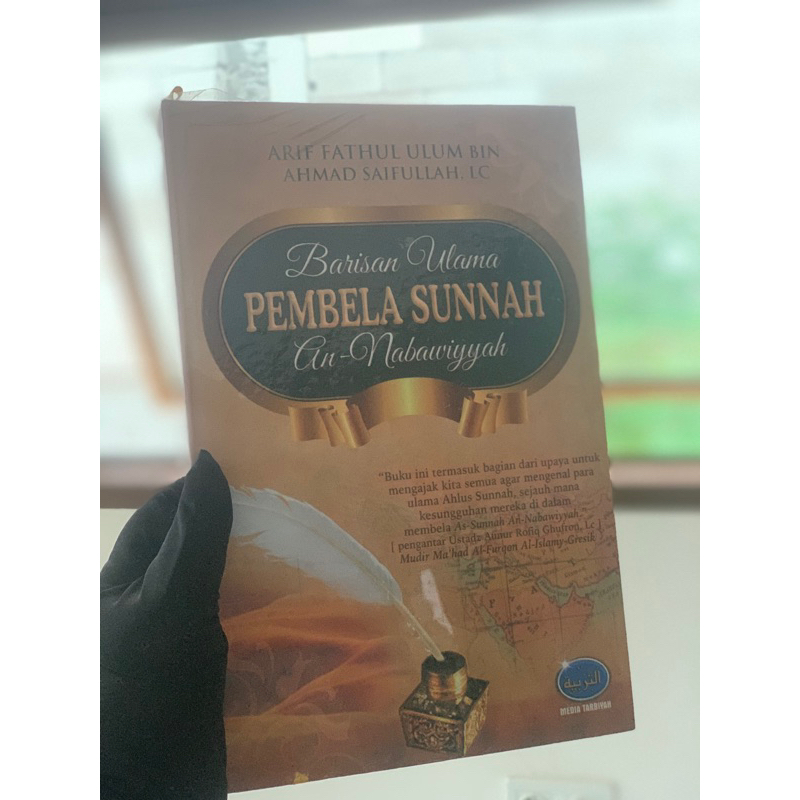 ARIF FATHUL ULUM BIN
AHMAD SAIFULLAH, LC
Barisan Ulama
PEMBELA SUNNAH
An-Nabawiyyah
"Buku ini termasuk bagian dari upaya untuk
mengajak kita semua agar mengenal para
ulama Ahlus Sunnah, sejauh mana
kesungguhan mereka di dalam
membela As-Sunnah An-Nabawiyyah."
[ pengantar Ustadz Aunur Rofiq Ghufron, Lc ]
Mudir Ma'had Al-Furqon Al-Islamy-Gresik
التربية
MEDIA TARBIYAH